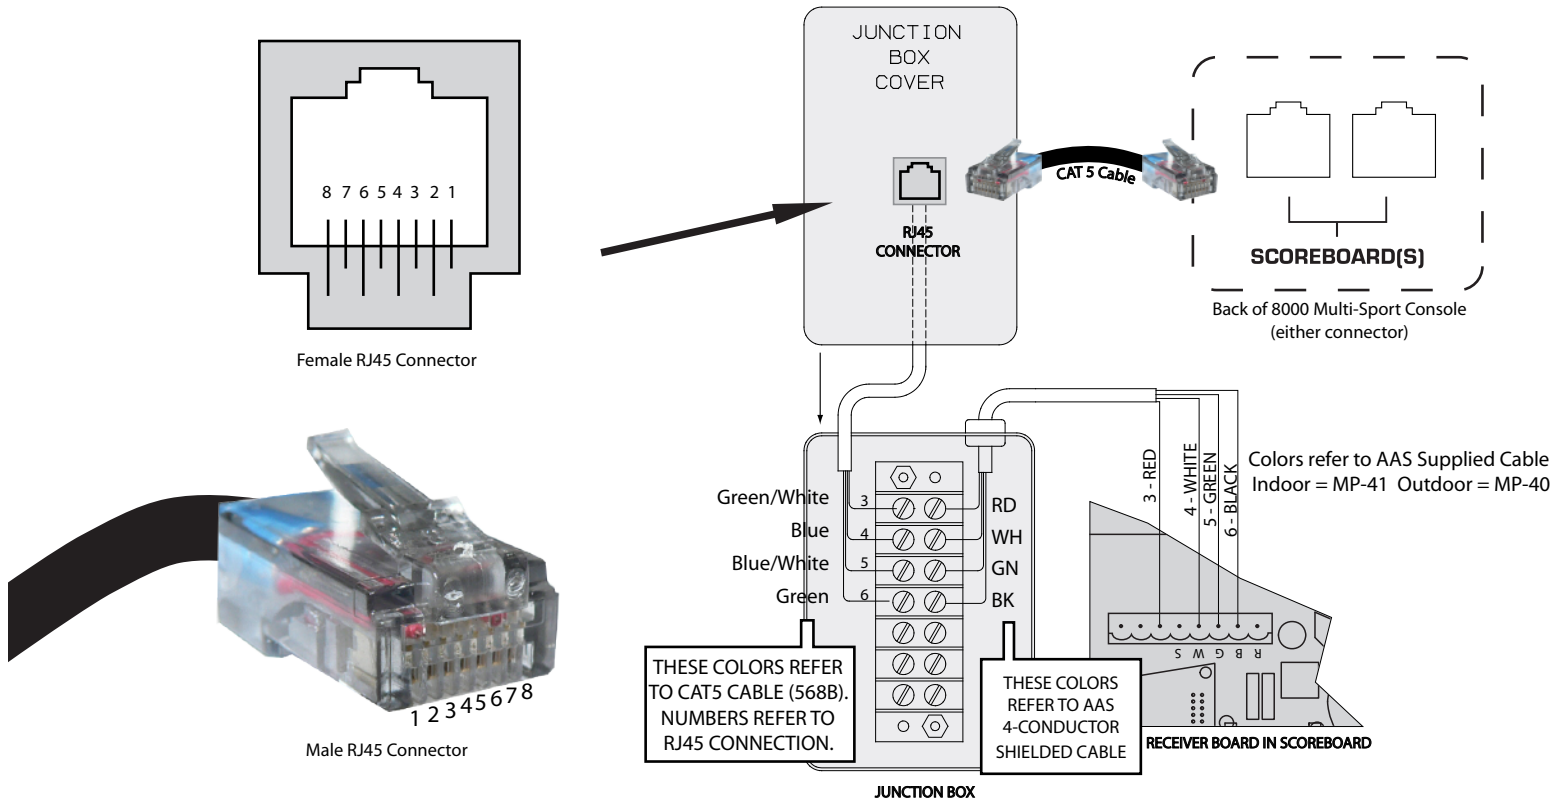 8 7 6 5 4 3 2 1
Female RJ45 Connector
1 2 3 4 5 6 7 8
Male RJ45 Connector
JUNCTION
BOX
COVER
RJ45
CONNECTOR
CAT 5 Cable
SCOREBOARD(S)
Back of 8000 Multi-Sport Console
(either connector)
Green/White 3 RD
Blue 4 WH
Blue/White 5 GN
Green 6 BK
THESE COLORS REFER
TO CAT5 CABLE (568B).
NUMBERS REFER TO
RJ45 CONNECTION.
THESE COLORS
REFER TO AAS
4-CONDUCTOR
SHIELDED CABLE
JUNCTION BOX
3 - RED
4 - WHITE
5 - GREEN
6 - BLACK
Colors refer to AAS Supplied Cable
Indoor = MP-41 Outdoor = MP-40
S W G B R
RECEIVER BOARD IN SCOREBOARD